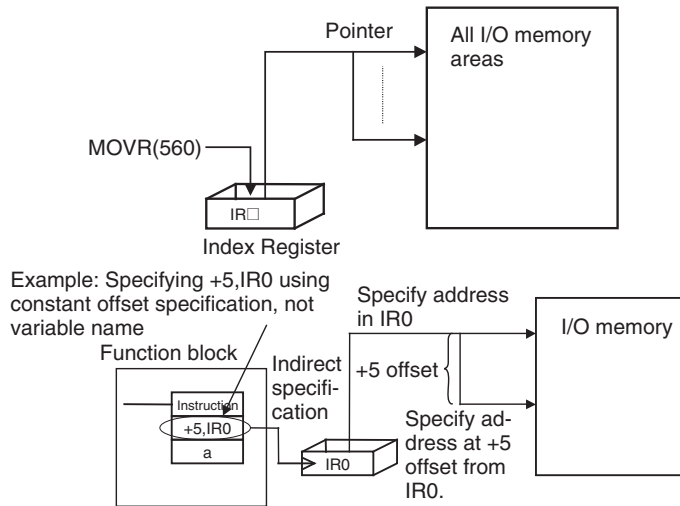 Pointer
All I/O memory
areas
MOVR(560)
IR□
Index Register
Example: Specifying +5,IR0 using
constant offset specification, not
variable name
Function block
Instruction
+5,IR0
a
Indirect
specifi-
cation
IR0
Specify address
in IR0
+5 offset
Specify ad-
dress at +5
offset from
IR0.
I/O memory